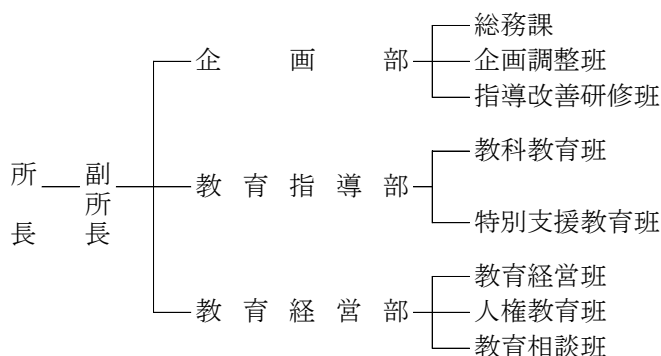 所長
副所長
企画部
総務課
企画調整班
指導改善研修班
教育指導部
教科教育班
特別支援教育班
教育経営部
教育経営班
人権教育班
教育相談班